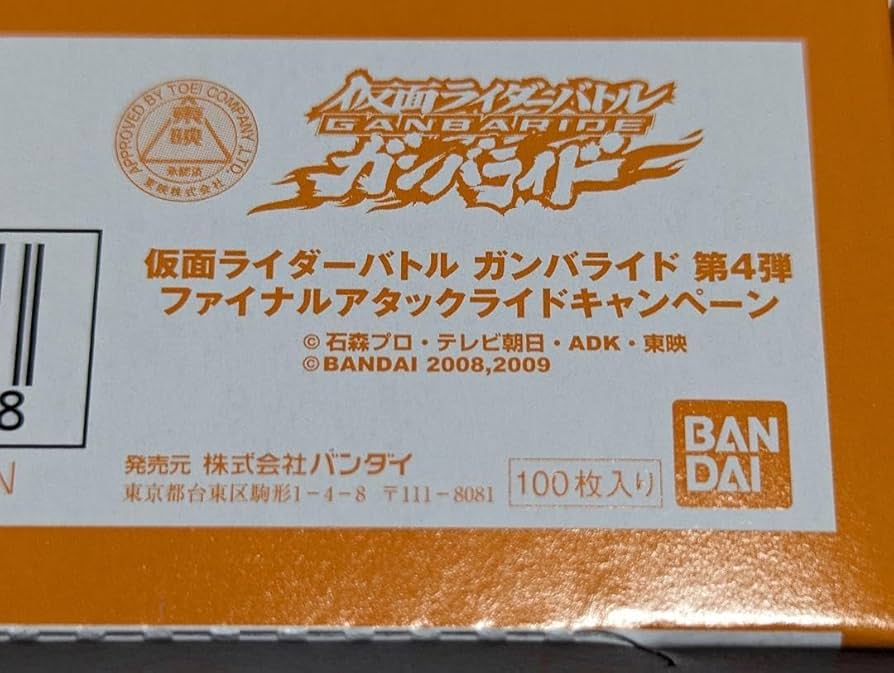 APPROVED BY TOEI COMPANY, LTD.
東映
承認済
東映株式会社
仮面ライダーバトル
GANBARIDE
ガンバライド
仮面ライダーバトル ガンバライド 第4弾
ファイナルアタックライドキャンペーン
©石森プロ・テレビ朝日・ADK・東映
©BANDAI 2008,2009
8
N
発売元 株式会社バンダイ
東京都台東区駒形1-4-8 〒111-8081
100枚入り
BAN
DAI